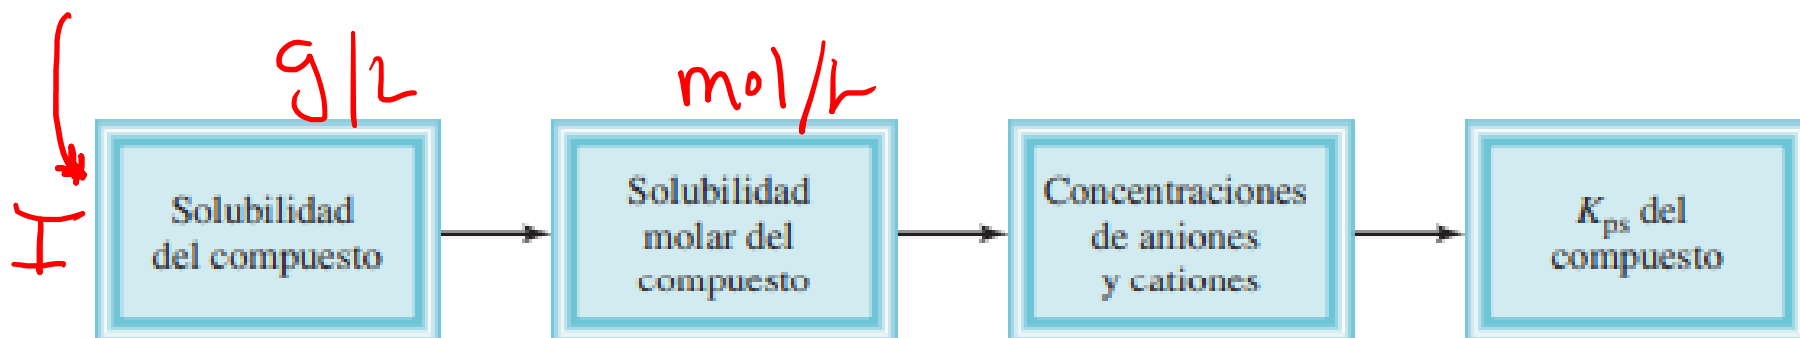 g/L
mol/L
I
Solubilidad
del compuesto
Solubilidad
molar del
compuesto
Concentraciones
de aniones
y cationes
Kps del
compuesto